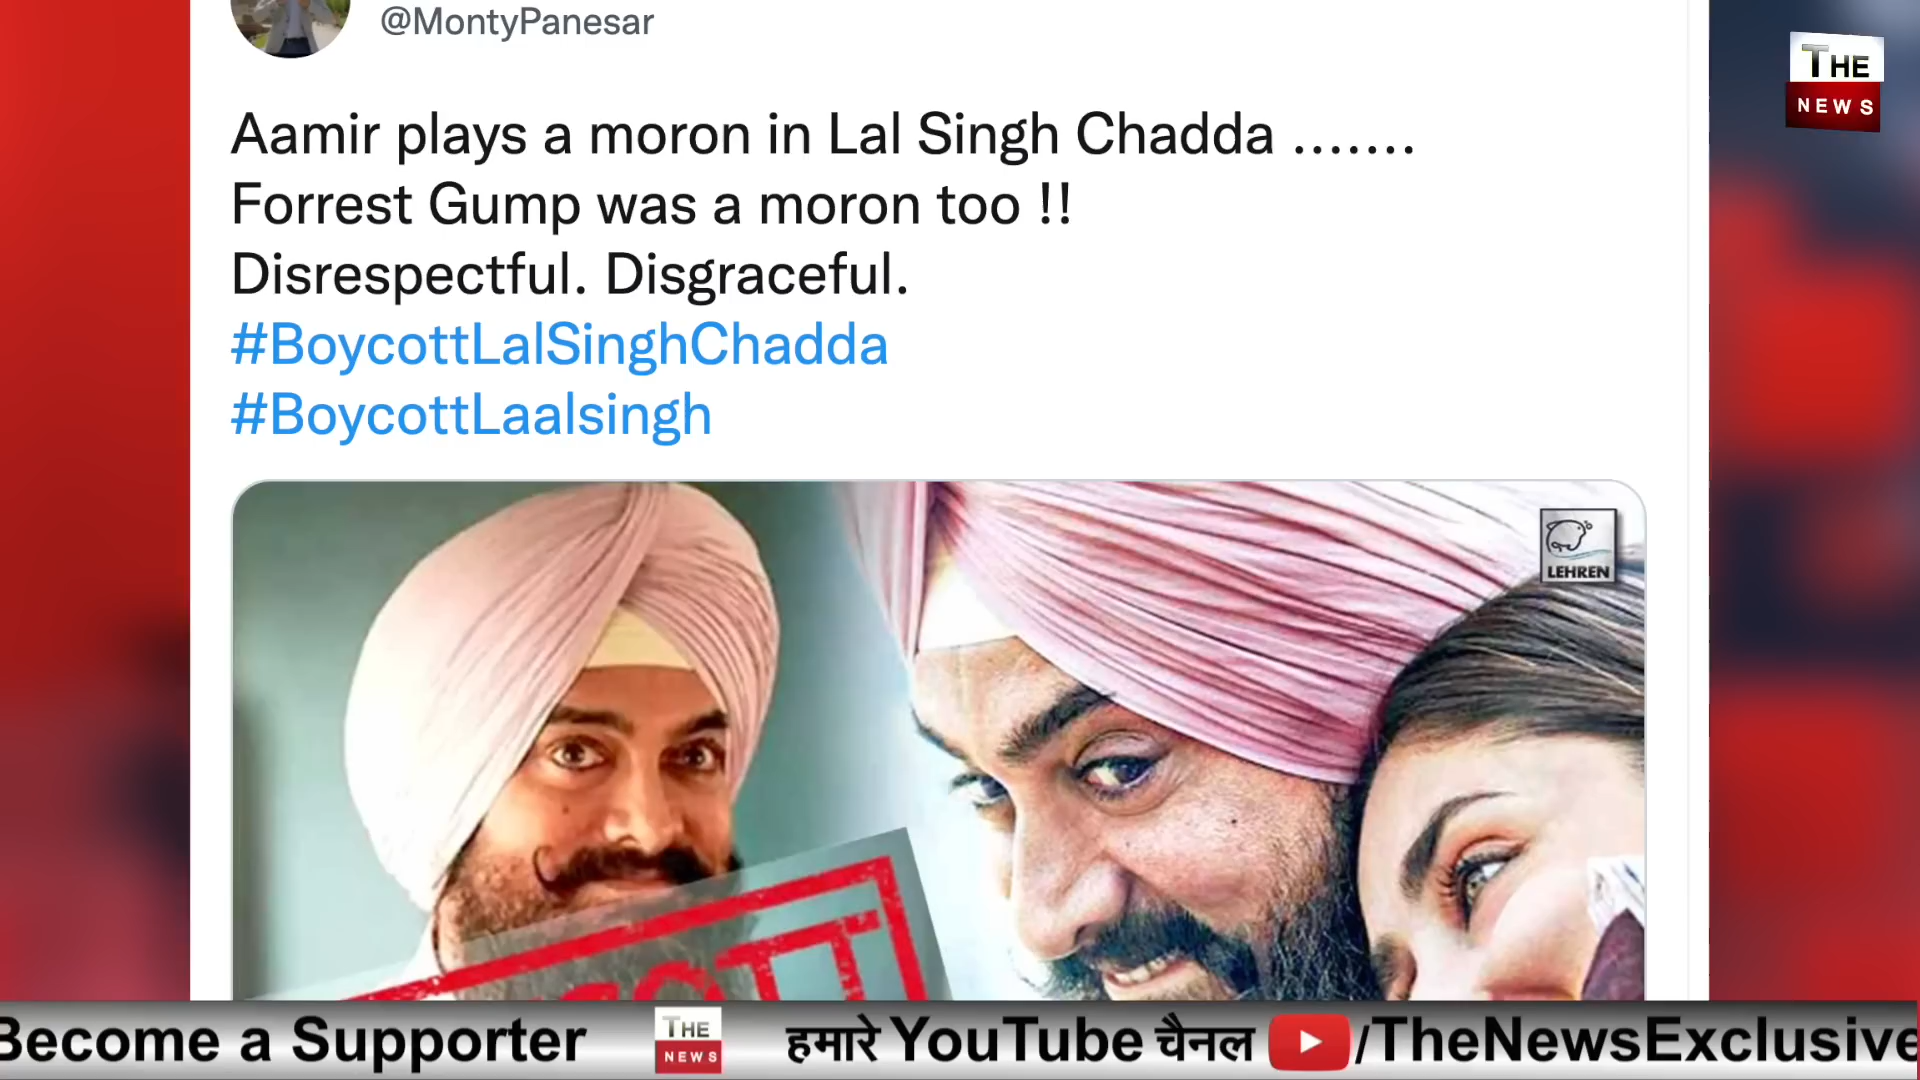 @MontyPanesar
THE
NEWS
Aamir plays a moron in Lal Singh Chadda .......
Forrest Gump was a moron too !!
Disrespectful. Disgraceful.
#BoycottLalSinghChadda
#BoycottLaalsingh
LEHREN
Become a Supporter
THE
NEWS
हमारे YouTube चैनल /TheNewsExclusive